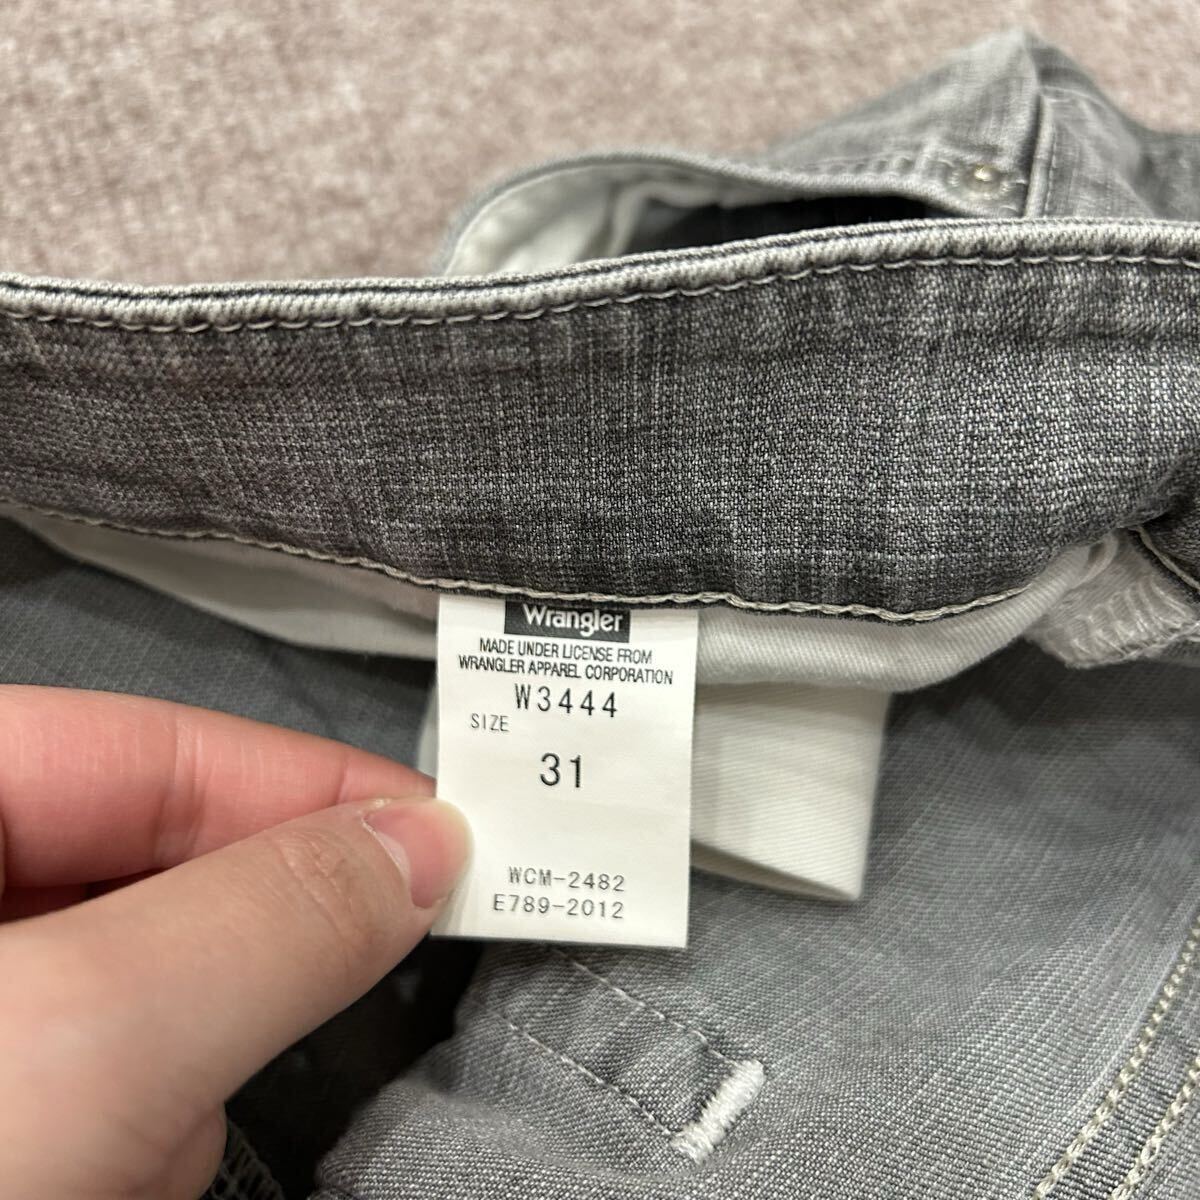 Wrangler
MADE UNDER LICENSE FROM
WRANGLER APPAREL CORPORATION
W3444
SIZE
31
WCM-2482
E789-2012